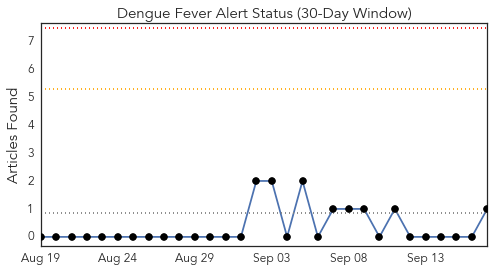 Dengue Fever Alert Status (30-Day Window)
Articles Found
7
6
5
4
3
2
1
0
Aug 19 Aug 24 Aug 29 Sep 03 Sep 08 Sep 13